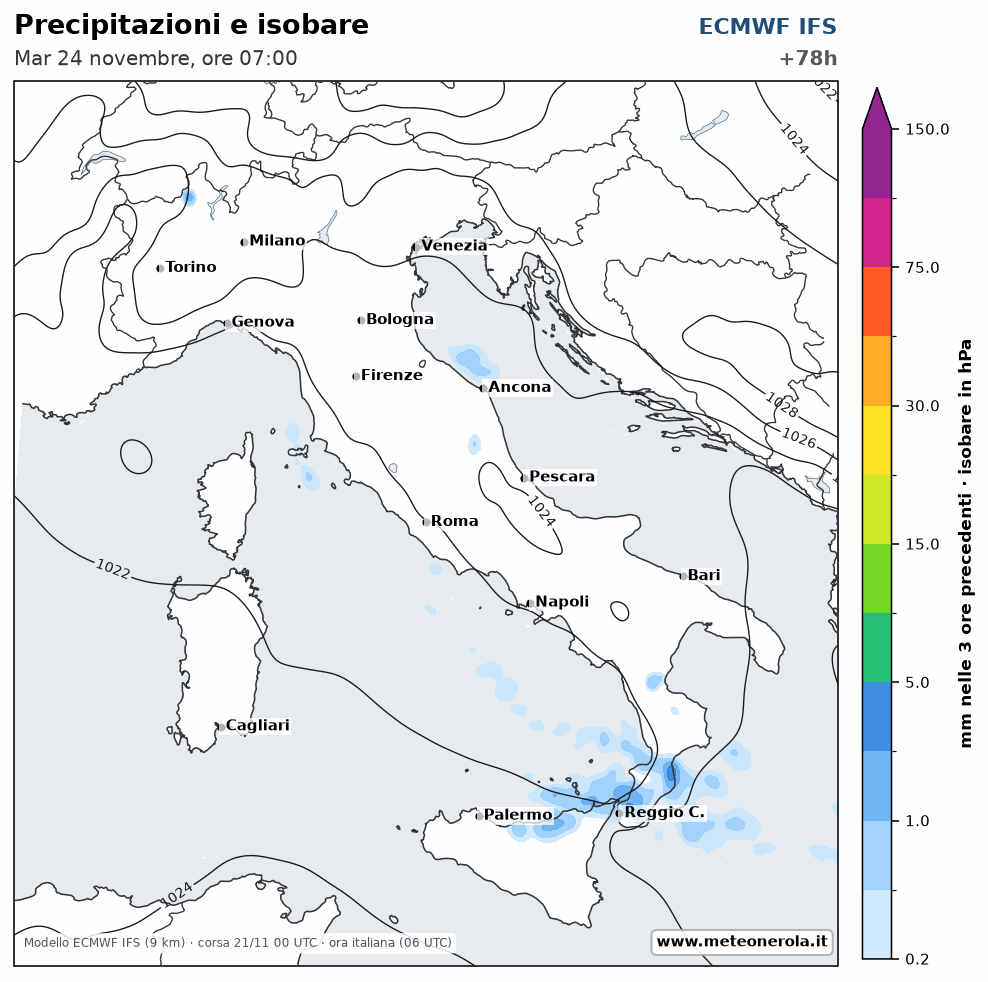 Precipitazioni e isobare
ECMWF IFS
Mar 24 novembre, ore 07:00
+78h
1024
150.0
Milano
Venezia
Torino
75.0
Genova
Bologna
Firenze
Ancona
30.0
1028
1026
Pescara
1024
Roma
15.0
1022
Bari
Napoli
5.0
Cagliari
Palermo
Reggio C.
1.0
1024
mm nelle 3 ore precedenti · isobare in hPa
Modello ECMWF IFS (9 km) · corsa 21/11 00 UTC · ora italiana (06 UTC)
www.meteonerola.it
0.2